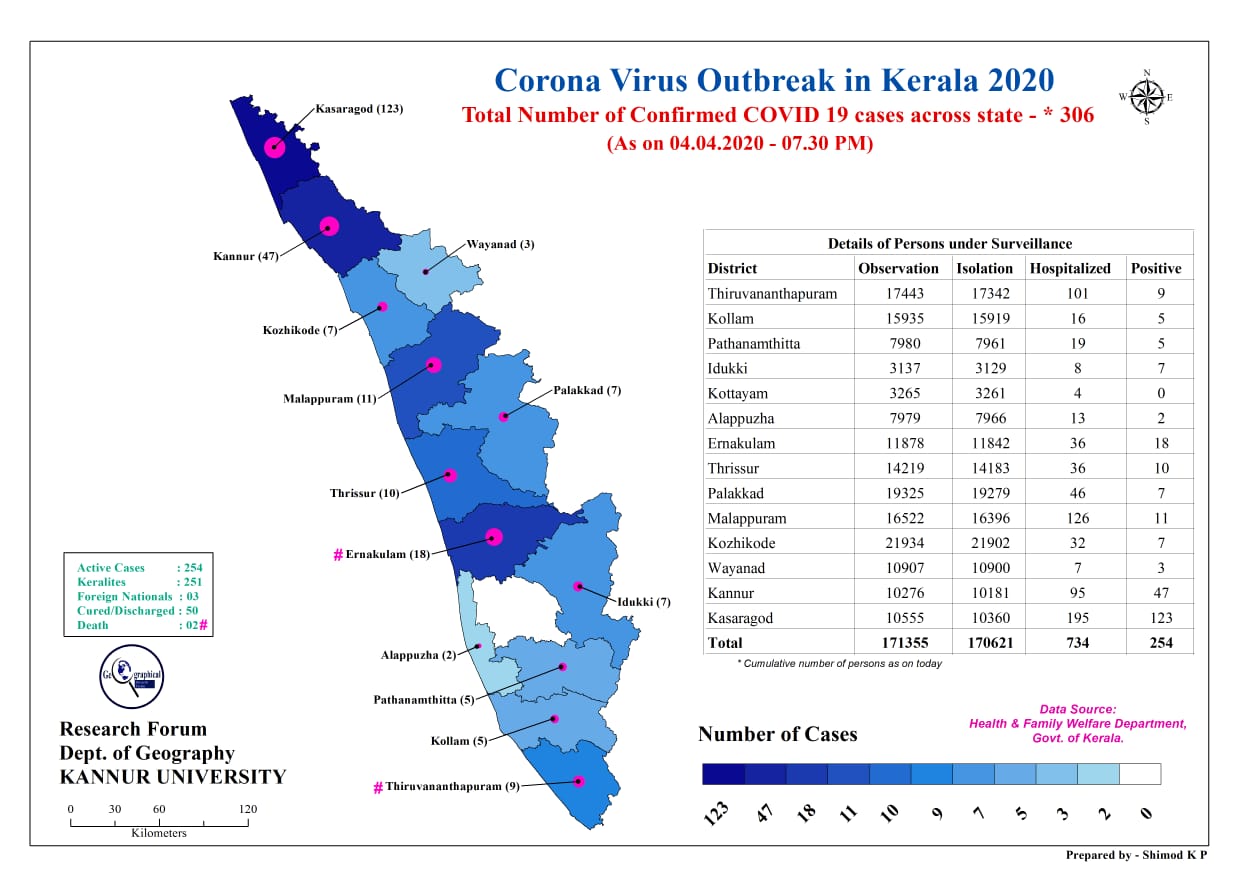 Corona Virus Outbreak in Kerala 2020
Total Number of Confirmed COVID 19 cases across state - * 306
(As on 04.04.2020 - 07.30 PM)
N
W E
S
Kasaragod (123)
Kannur (47)
Wayanad (3)
Kozhikode (7)
Malappuram (11)
Palakkad (7)
Thrissur (10)
# Ernakulam (18)
Idukki (7)
Alappuzha (2)
Pathanamthitta (5)
Kollam (5)
# Thiruvananthapuram (9)
Details of Persons under Surveillance
District Observation Isolation Hospitalized Positive
Thiruvananthapuram 17443 17342 101 9
Kollam 15935 15919 16 5
Pathanamthitta 7980 7961 19 5
Idukki 3137 3129 8 7
Kottayam 3265 3261 4 0
Alappuzha 7979 7966 13 2
Ernakulam 11878 11842 36 18
Thrissur 14219 14183 36 10
Palakkad 19325 19279 46 7
Malappuram 16522 16396 126 11
Kozhikode 21934 21902 32 7
Wayanad 10907 10900 7 3
Kannur 10276 10181 95 47
Kasaragod 10555 10360 195 123
Total 171355 170621 734 254
* Cumulative number of persons as on today
Active Cases : 254
Keralites : 251
Foreign Nationals : 03
Cured/Discharged : 50
Death : 02#
Geographical
Research Forum
Dept. of Geography
KANNUR UNIVERSITY
0 30 60 120
Kilometers
Data Source:
Health & Family Welfare Department,
Govt. of Kerala.
Number of Cases
123 47 18 11 10 9 7 5 3 2 0
Prepared by - Shimod K P